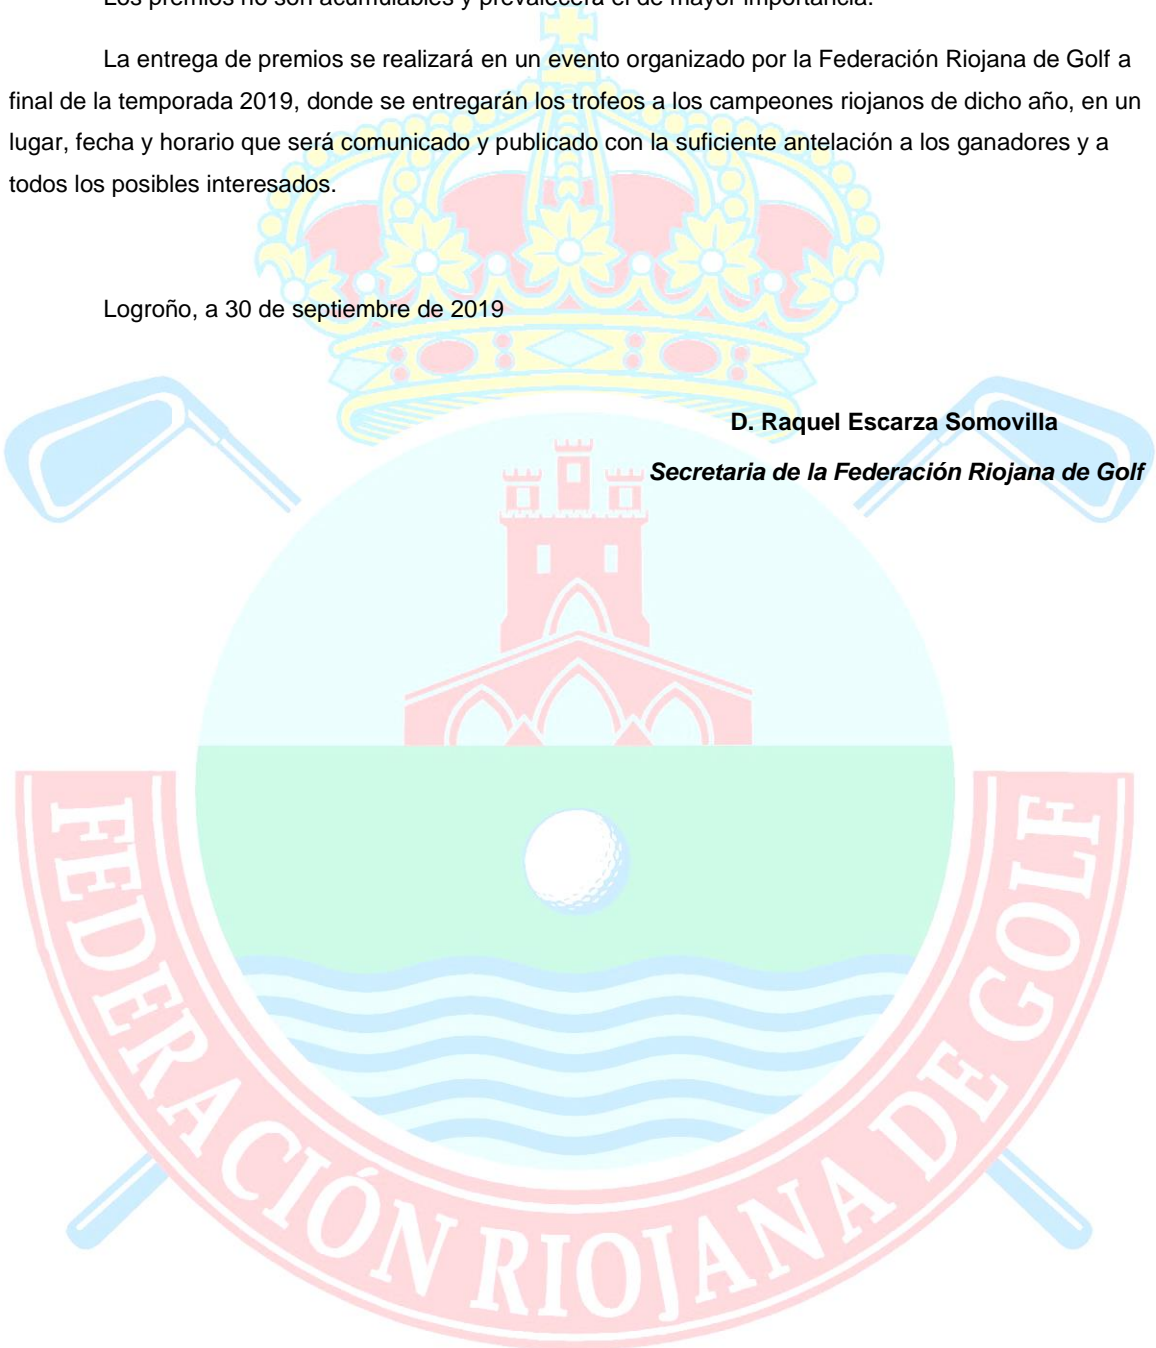 Los premios no son acumulables y prevalecerá el de mayor importancia.
La entrega de premios se realizará en un evento organizado por la Federación Riojana de Golf a
final de la temporada 2019, donde se entregarán los trofeos a los campeones riojanos de dicho año, en un
lugar, fecha y horario que será comunicado y publicado con la suficiente antelación a los ganadores y a
todos los posibles interesados.
Logroño, a 30 de septiembre de 2019
D. Raquel Escarza Somovilla
Secretaria de la Federación Riojana de Golf
FEDERACIÓN RIOJANA DE GOLF